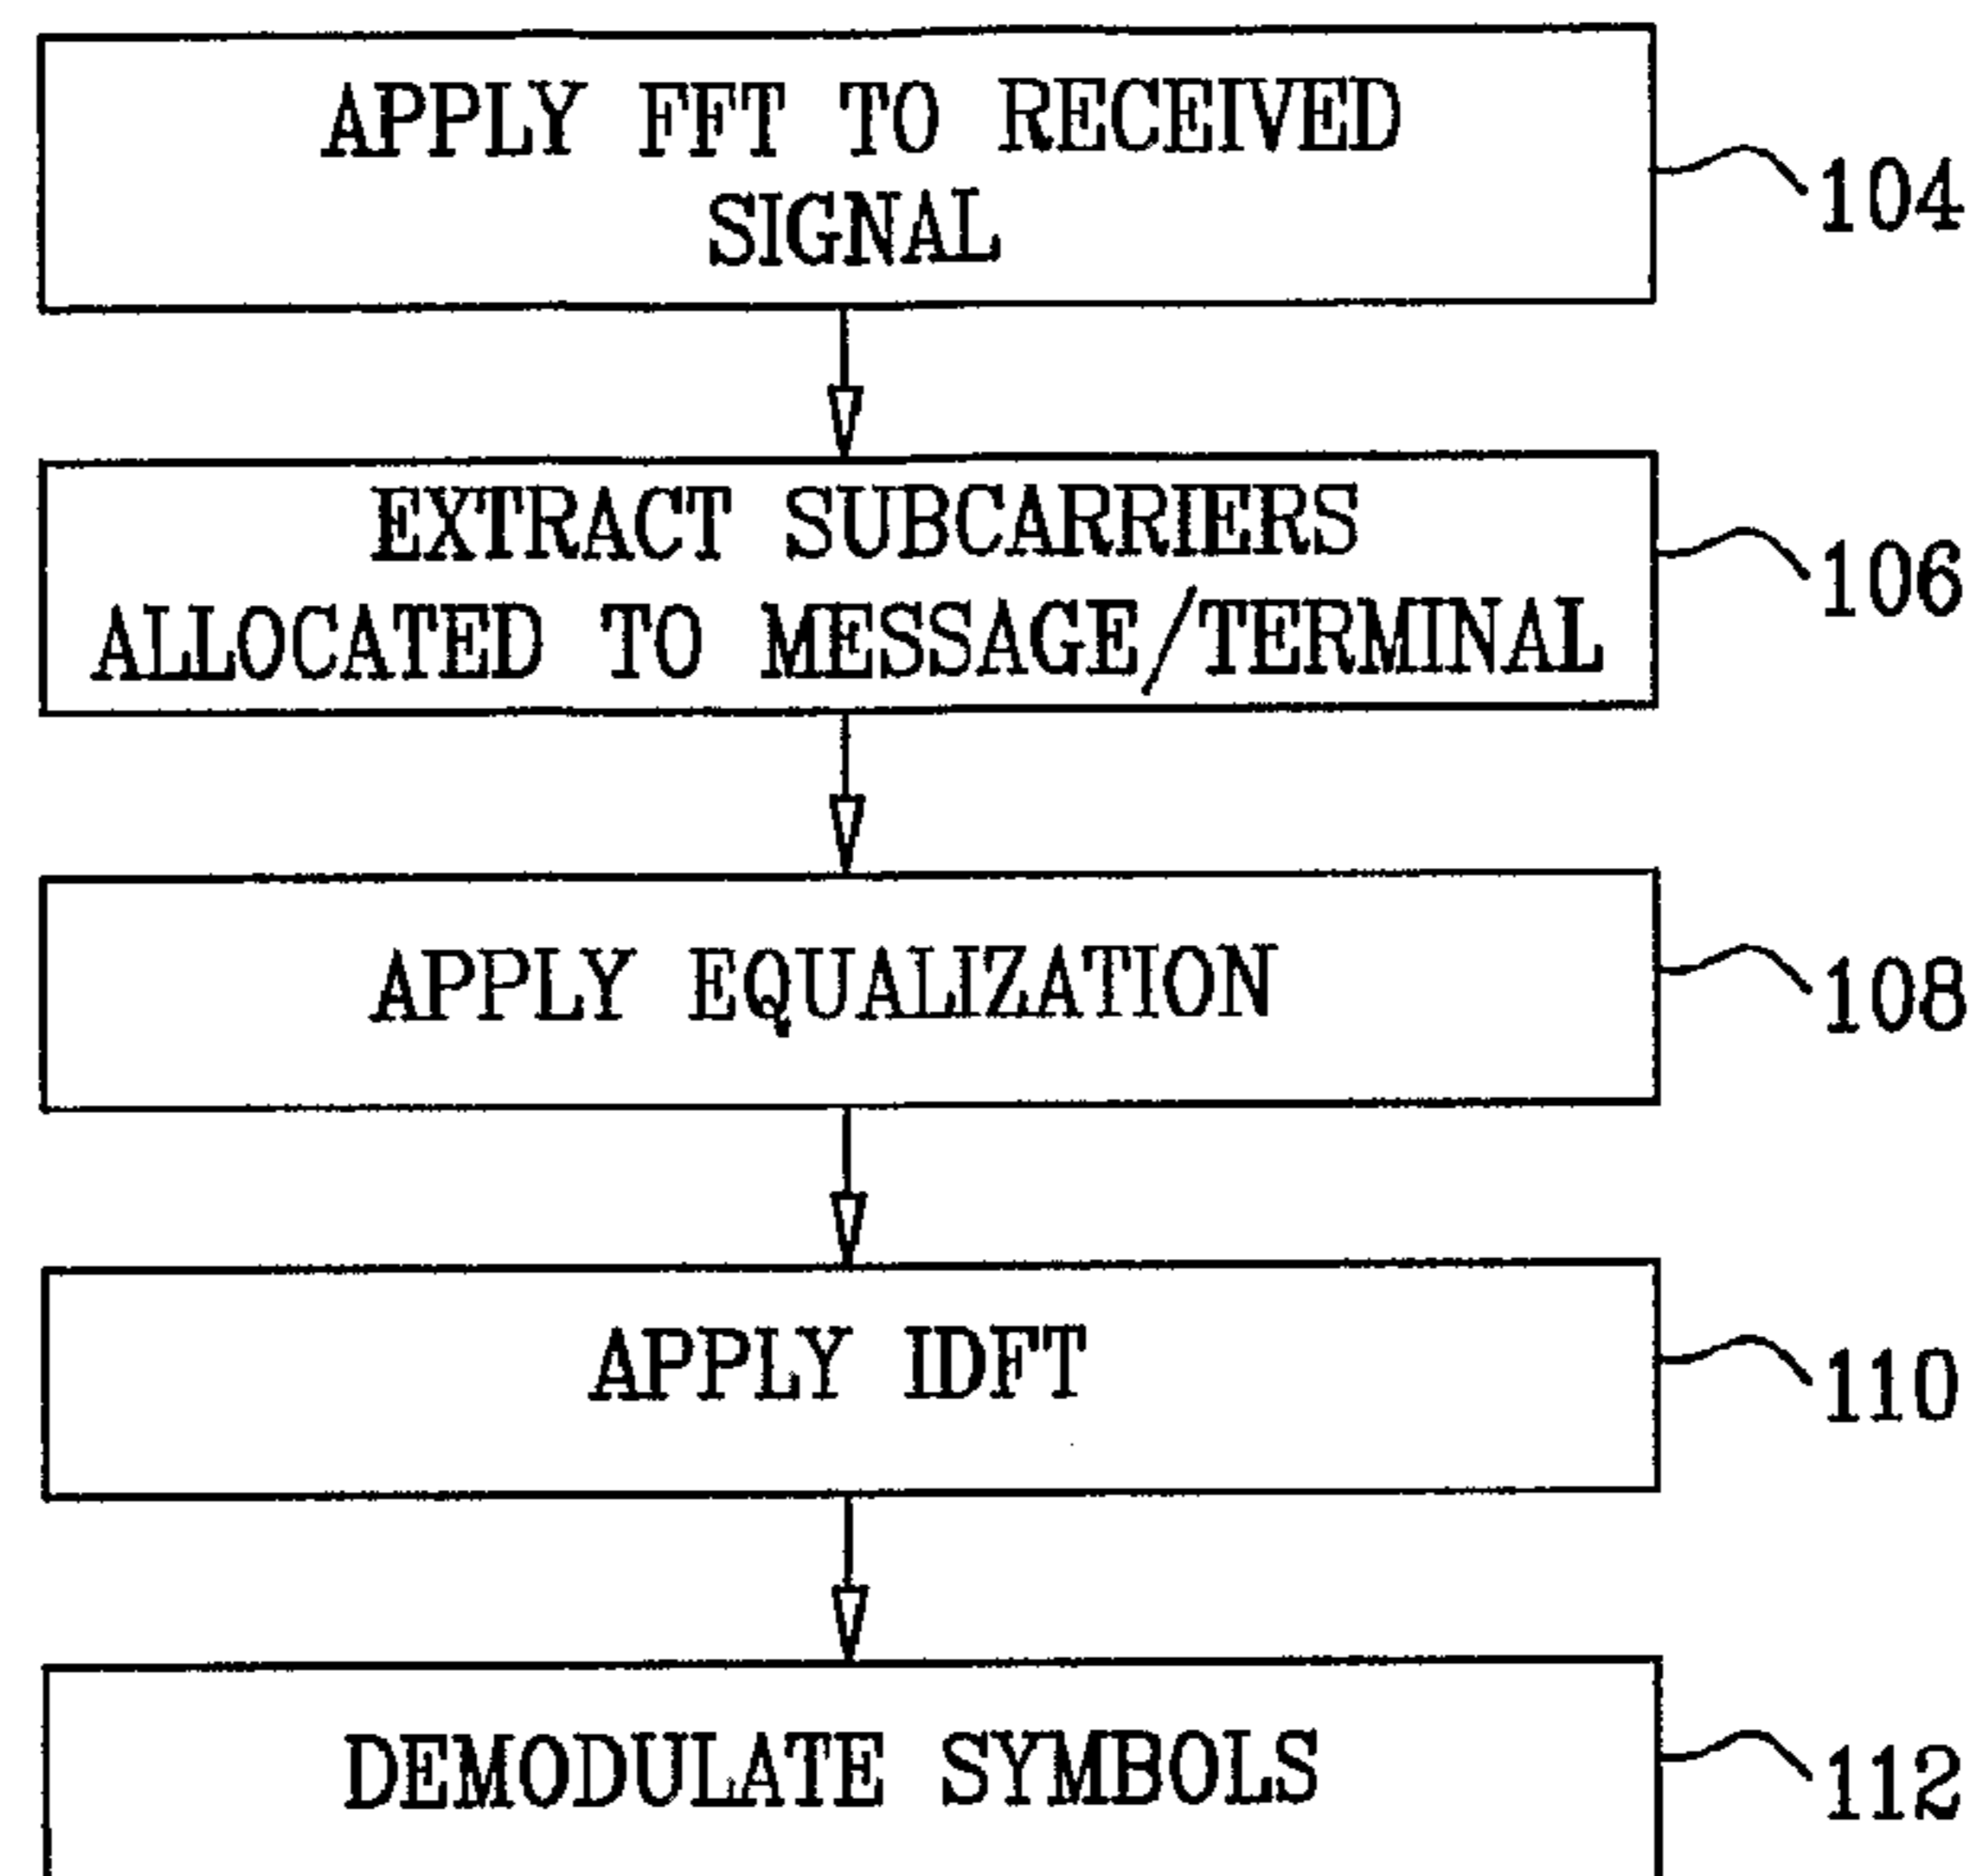 APPLY FFT TO RECEIVED
SIGNAL
104
EXTRACT SUBCARRIERS
ALLOCATED TO MESSAGE/TERMINAL
106
APPLY EQUALIZATION
108
APPLY IDFT
110
DEMODULATE SYMBOLS
112